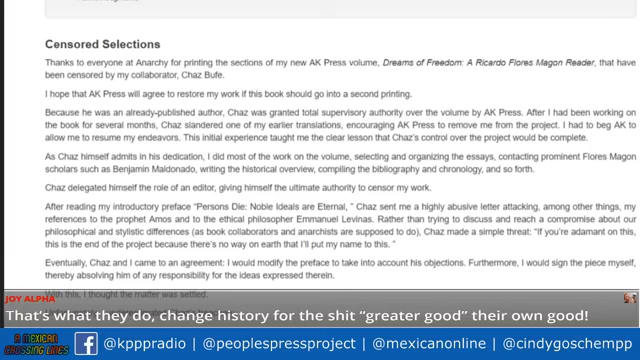 Censored Selections
Thanks to everyone at Anarchy for printing the sections of my new AK Press volume, Dreams of Freedom: A Ricardo Flores Magon Reader, that have
been censored by my collaborator, Chaz Bufe.
I hope that AK Press will agree to restore my work if this book should go into a second printing.
Because he was an already-published author, Chaz was granted total supervisory authority over the volume by AK Press. After I had been working on
the book for several months, Chaz slandered one of my earlier translations, encouraging AK Press to remove me from the project. I had to beg AK to
allow me to resume my endeavors. This initial experience taught me the clear lesson that Chaz's control over the project would be complete.
As Chaz himself admits in his dedication, I did most of the work on the volume, selecting and organizing the essays, contacting prominent Flores Magon
scholars such as Benjamin Maldonado, writing the historical overview, compiling the bibliography and chronology, and so forth.
Chaz delegated himself the role of an editor, giving himself the ultimate authority to censor my work.
After reading my introductory preface "Persons Die: Noble Ideals are Eternal, " Chaz sent me a highly abusive letter attacking, among other things, my
references to the prophet Amos and to the ethical philosopher Emmanuel Levinas. Rather than trying to discuss and reach a compromise about our
philosophical and stylistic differences (as book collaborators and anarchists are supposed to do), Chaz made a simple threat: "If you're adamant on this,
this is the end of the project because there's no way on earth that I'll put my name to this. "
Eventually, Chaz and I came to an agreement: I would modify the preface to take into account his objections. Furthermore, I would sign the piece myself,
thereby absolving him of any responsibility for the ideas expressed therein.
With this, I thought the matter was settled.
JOY ALPHA
That's what they do, change history for the shit "greater good" their own good!
A MEXICAN
CROSSING LINES
@kpppradio | @peoplespressproject | @mexicanonline | @cindygoschempp